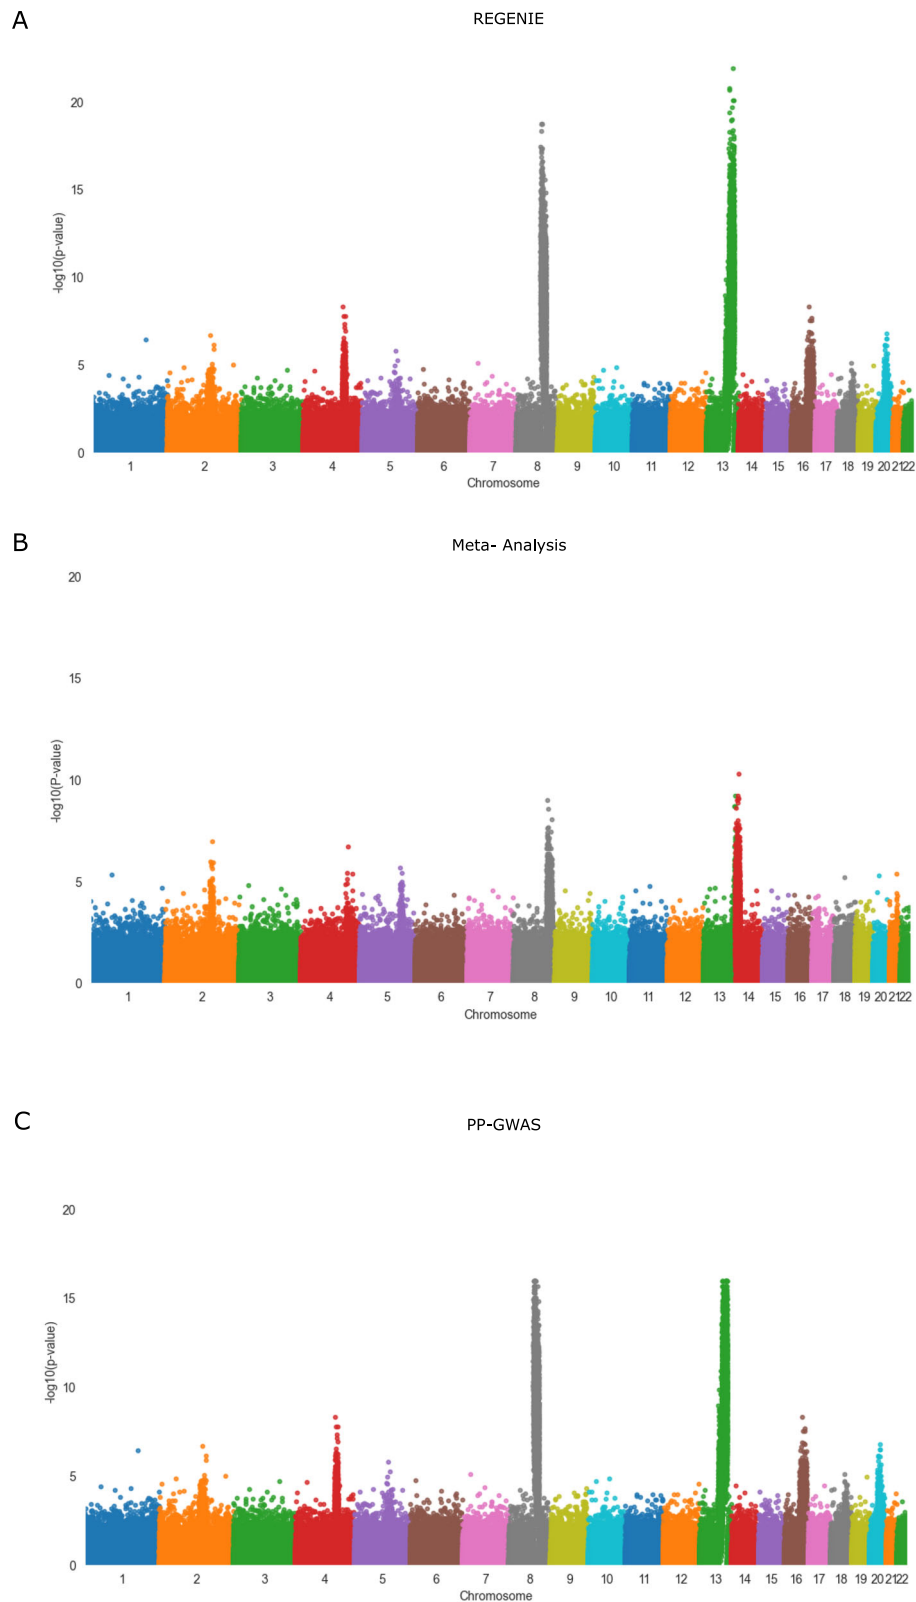 A
REGENIE
20
15
10
5
0
-log10(p-value)
1 2 3 4 5 6 7 8 9 10 11 12 13 14 15 16 17 18 19 20 21 22
Chromosome
B
Meta- Analysis
20
15
10
5
0
-log10(P-value)
1 2 3 4 5 6 7 8 9 10 11 12 13 14 15 16 17 18 19 20 21 22
Chromosome
C
PP-GWAS
20
15
10
5
0
-log10(p-value)
1 2 3 4 5 6 7 8 9 10 11 12 13 14 15 16 17 18 19 20 21 22
Chromosome